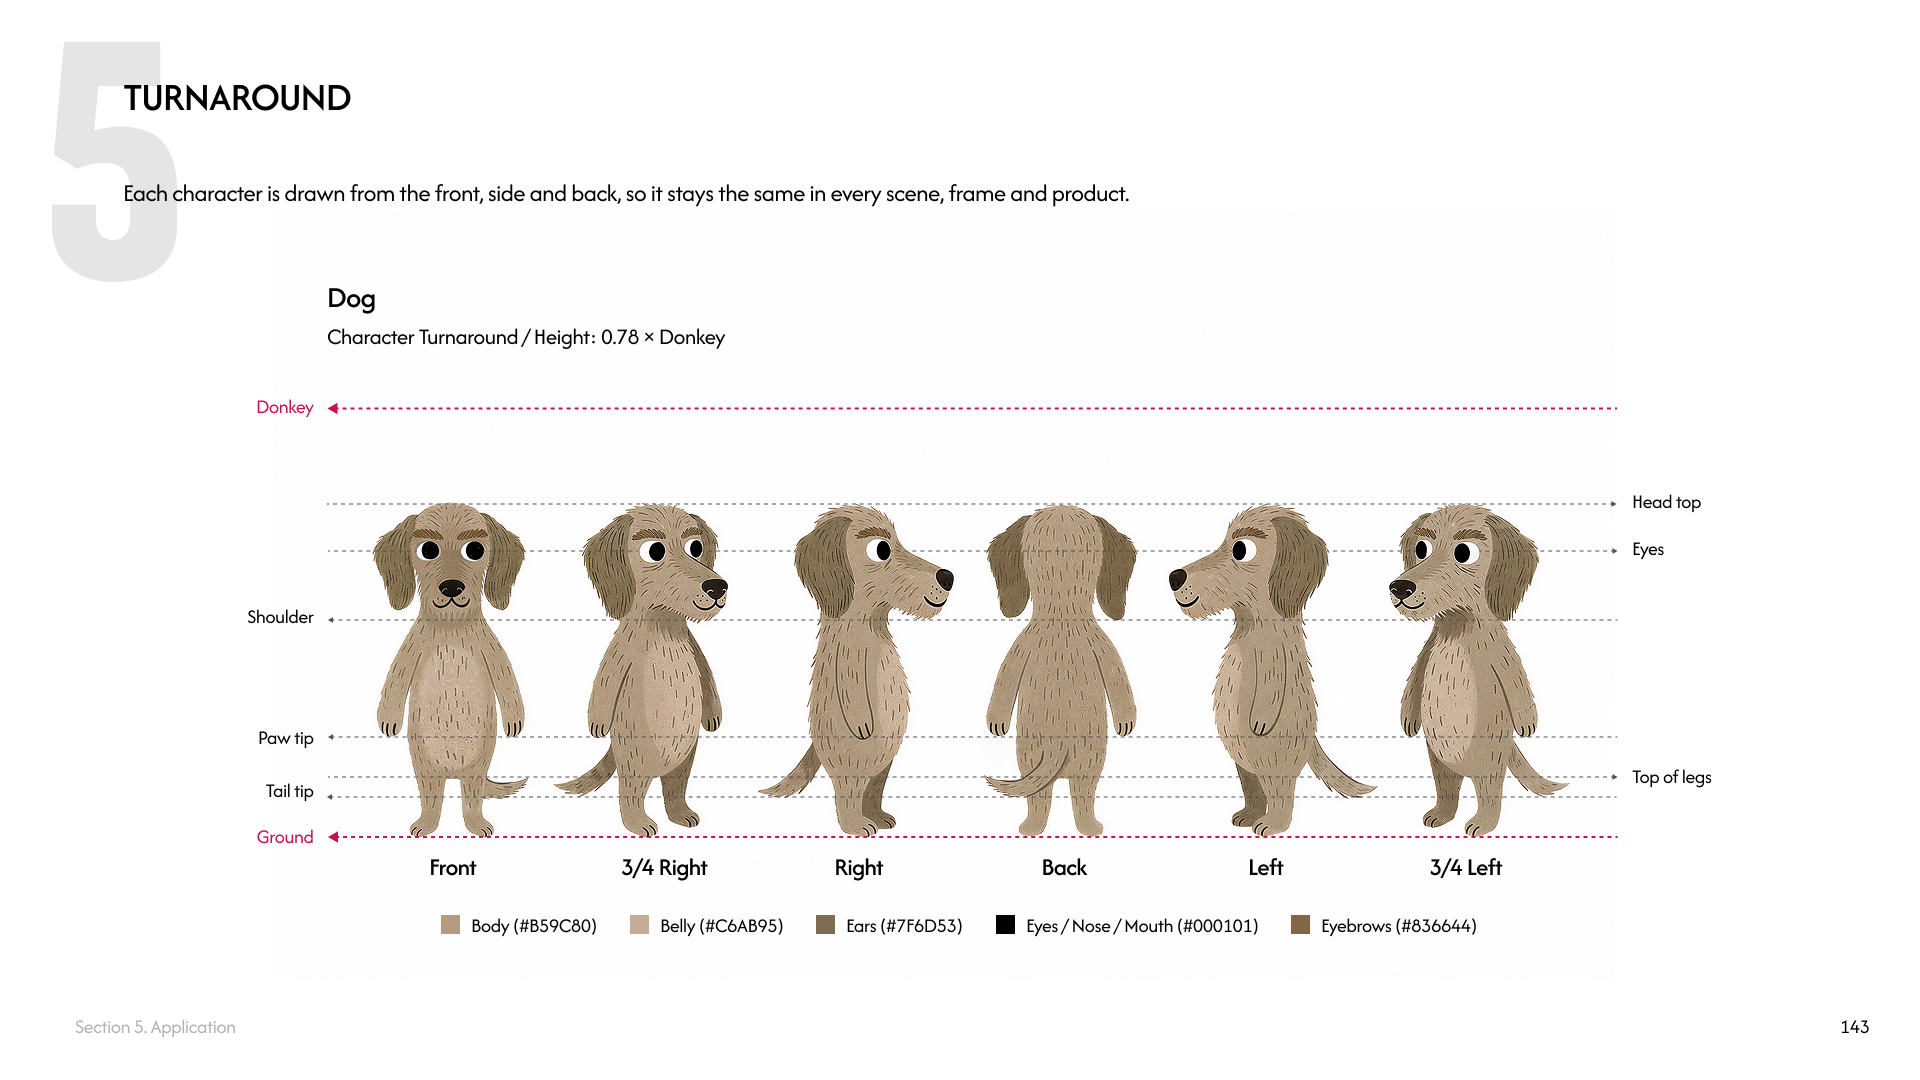 5
TURNAROUND
Each character is drawn from the front, side and back, so it stays the same in every scene, frame and product.
Dog
Character Turnaround / Height: 0.78 × Donkey
Donkey
Head top
Eyes
Shoulder
Paw tip
Top of legs
Tail tip
Ground
Front
3/4 Right
Right
Back
Left
3/4 Left
Body (#B59C80)
Belly (#C6AB95)
Ears (#7F6D53)
Eyes / Nose / Mouth (#000101)
Eyebrows (#836644)
Section 5. Application
143